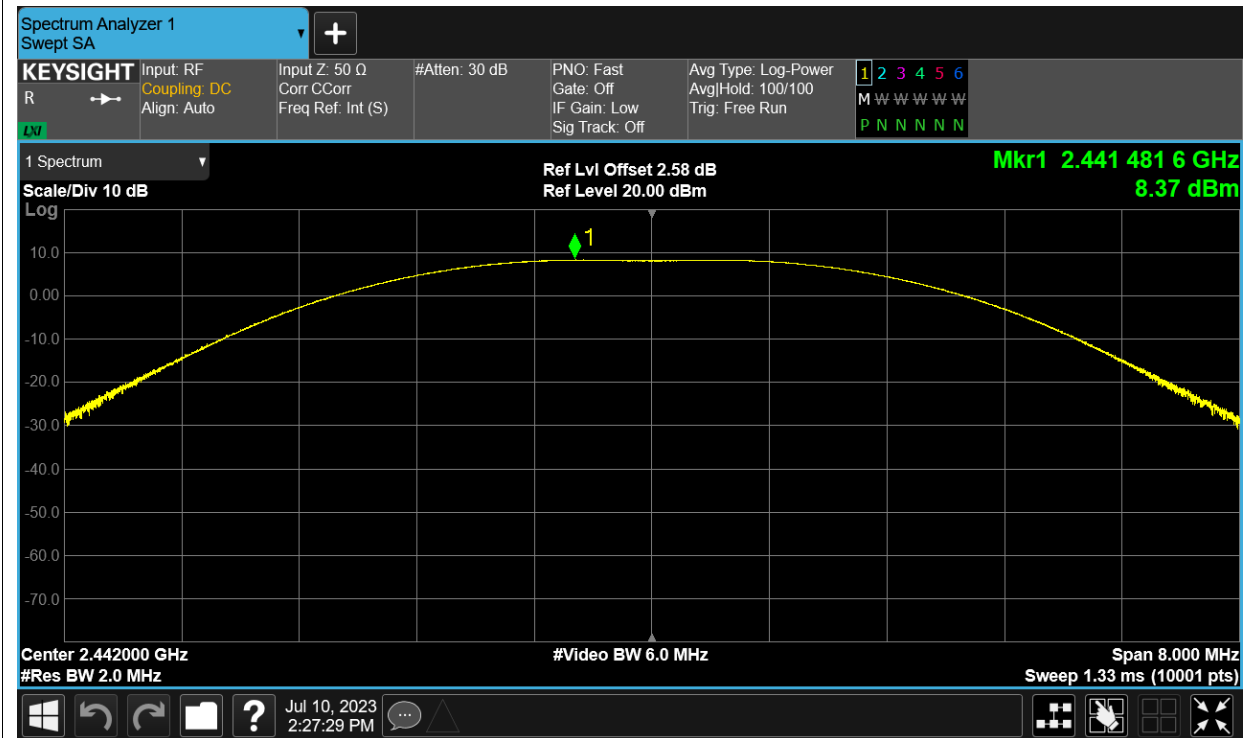 Spectrum Analyzer 1
Swept SA
KEYSIGHT
R
LXI
Input: RF
Coupling: DC
Align: Auto
Input Z: 50 Ω
Corr CCorr
Freq Ref: Int (S)
#Atten: 30 dB
PNO: Fast
Gate: Off
IF Gain: Low
Sig Track: Off
Avg Type: Log-Power
Avg|Hold: 100/100
Trig: Free Run
1 2 3 4 5 6
M W W W W W
P N N N N N
1 Spectrum
Scale/Div 10 dB
Ref Lvl Offset 2.58 dB
Ref Level 20.00 dBm
Mkr1 2.441 481 6 GHz
8.37 dBm
Log
1
10.0
0.00
-10.0
-20.0
-30.0
-40.0
-50.0
-60.0
-70.0
Center 2.442000 GHz
#Video BW 6.0 MHz
Span 8.000 MHz
#Res BW 2.0 MHz
Sweep 1.33 ms (10001 pts)
?
Jul 10, 2023
2:27:29 PM